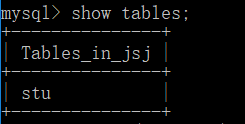 mysql> show tables;
+---------------+
| Tables_in_jsj |
+---------------+
| stu           |
+---------------+